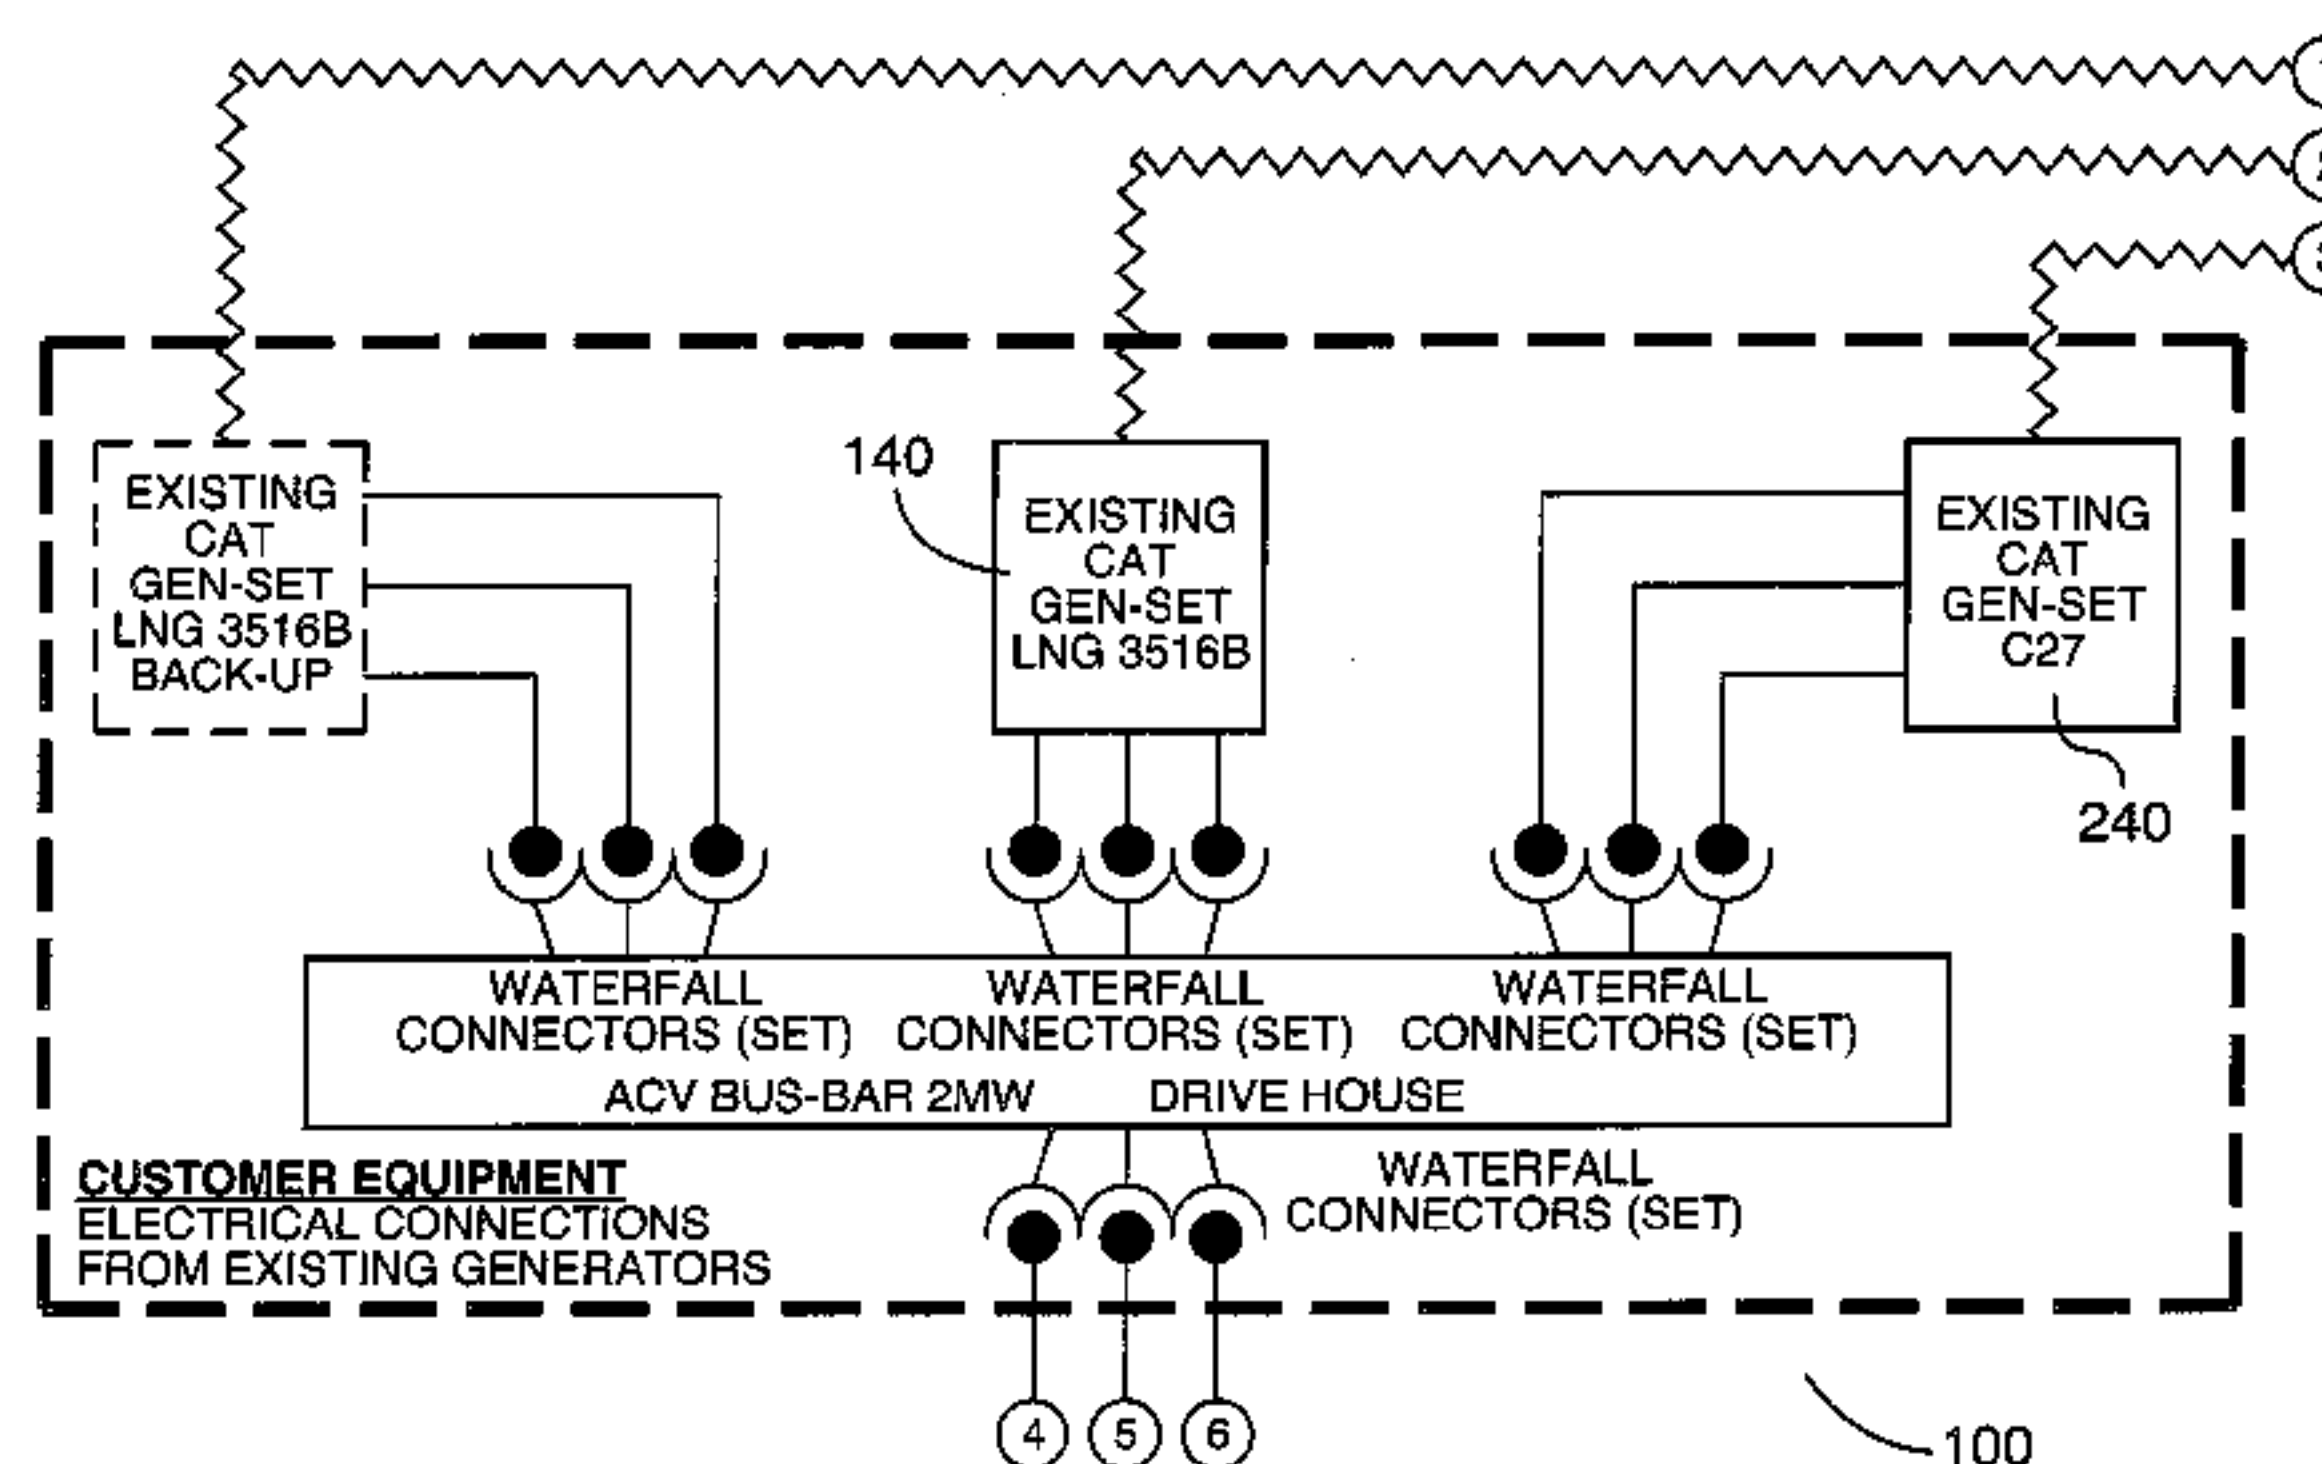 140
EXISTING
CAT
GEN-SET
LNG 3516B
BACK-UP
EXISTING
CAT
GEN-SET
LNG 3516B
EXISTING
CAT
GEN-SET
C27
240
WATERFALL
CONNECTORS (SET)
WATERFALL
CONNECTORS (SET)
WATERFALL
CONNECTORS (SET)
ACV BUS-BAR 2MW DRIVE HOUSE
WATERFALL
CONNECTORS (SET)
CUSTOMER EQUIPMENT
ELECTRICAL CONNECTIONS
FROM EXISTING GENERATORS
4 5 6
100